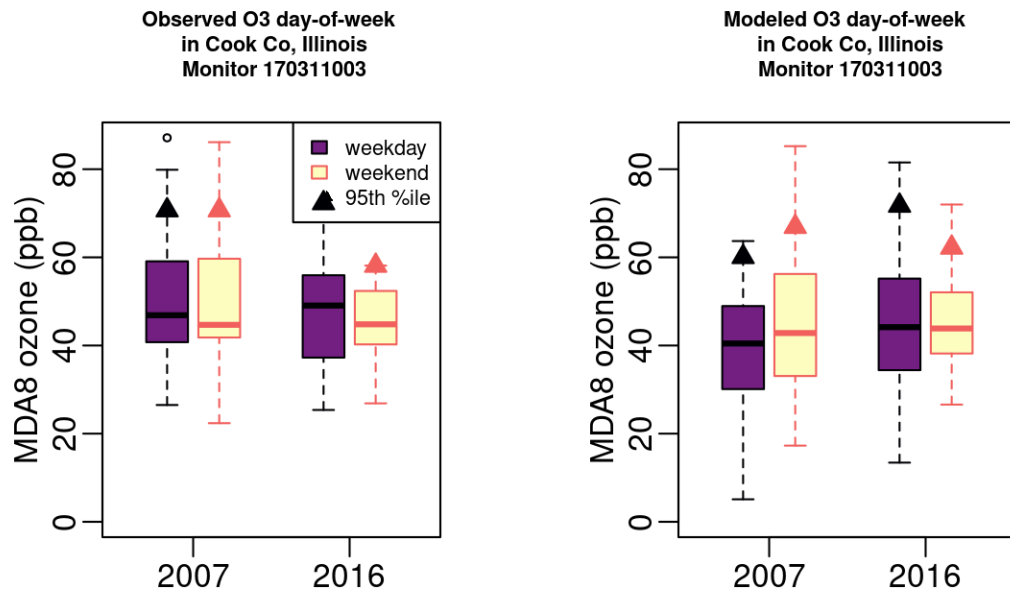 Observed O3 day-of-week
in Cook Co, Illinois
Monitor 170311003
MDA8 ozone (ppb)
80
60
40
20
0
weekday
weekend
95th %ile
2007
2016
Modeled O3 day-of-week
in Cook Co, Illinois
Monitor 170311003
MDA8 ozone (ppb)
80
60
40
20
0
2007
2016